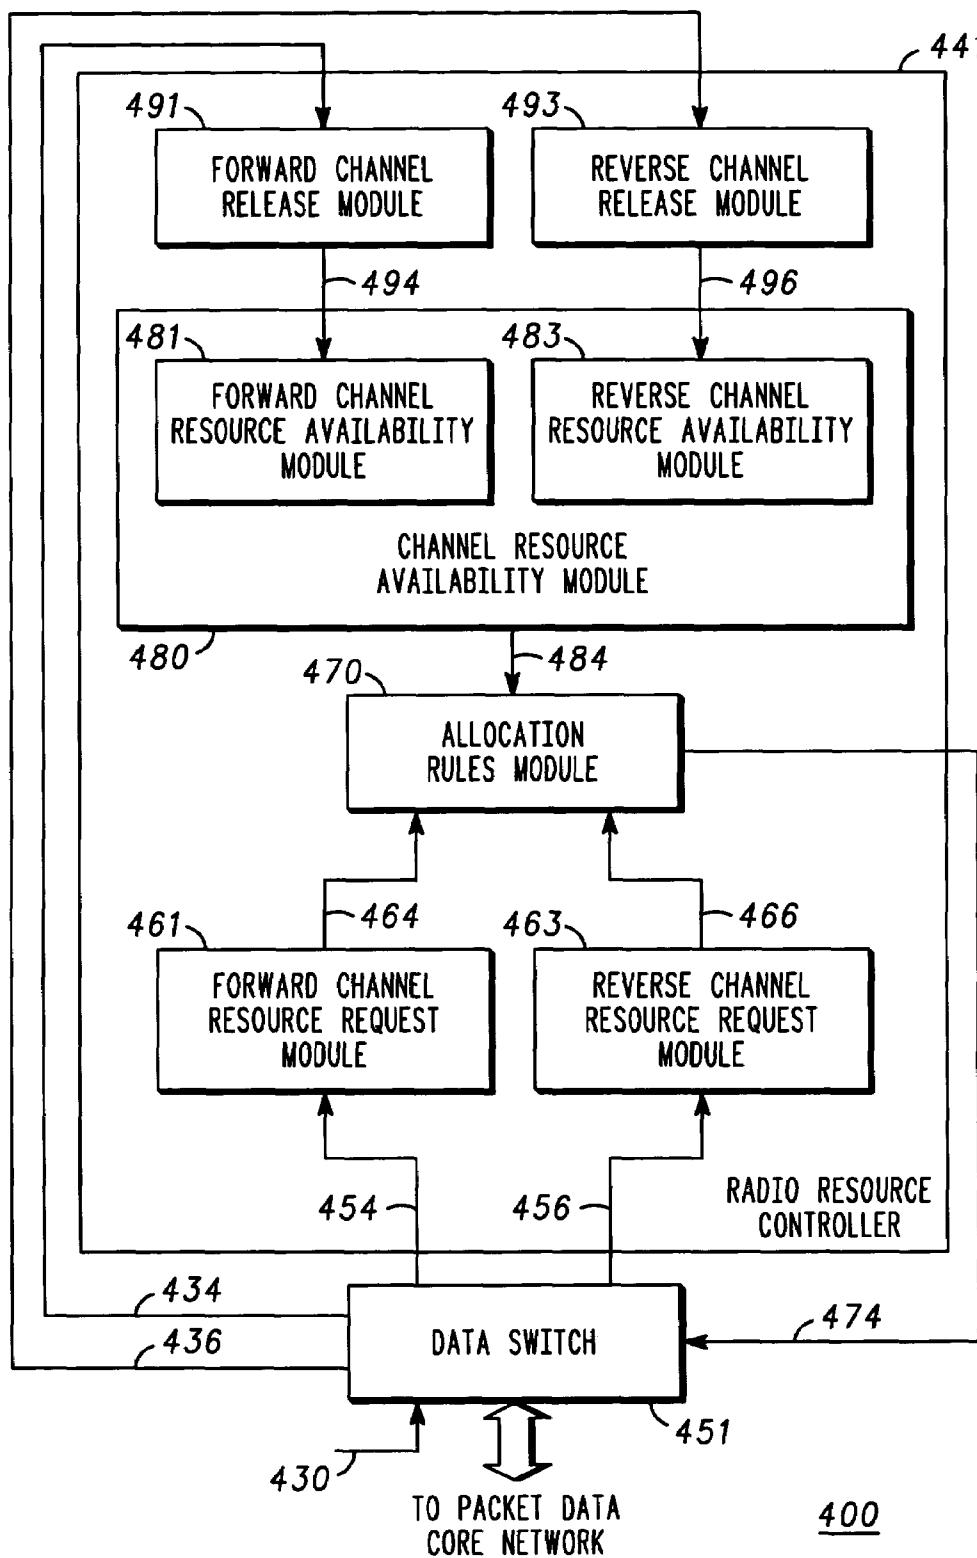 441
491
493
FORWARD CHANNEL
RELEASE MODULE
REVERSE CHANNEL
RELEASE MODULE
494
496
481
483
FORWARD CHANNEL
RESOURCE AVAILABILITY
MODULE
REVERSE CHANNEL
RESOURCE AVAILABILITY
MODULE
CHANNEL RESOURCE
AVAILABILITY MODULE
480
484
470
ALLOCATION
RULES MODULE
464
466
461
463
FORWARD CHANNEL
RESOURCE REQUEST
MODULE
REVERSE CHANNEL
RESOURCE REQUEST
MODULE
454
456
RADIO RESOURCE
CONTROLLER
434
436
DATA SWITCH
474
451
430
TO PACKET DATA
CORE NETWORK
400